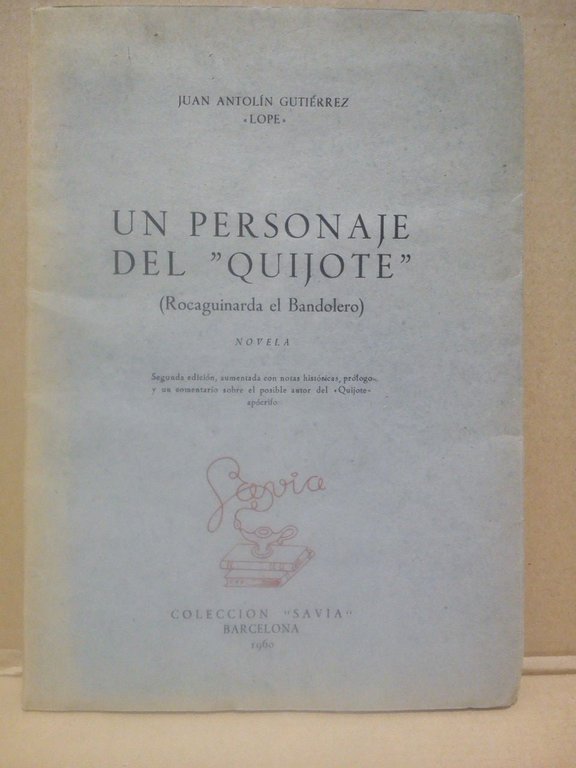 JUAN ANTOLÍN GUTIÉRREZ
«LOPE»
UN PERSONAJE
DEL "QUIJOTE"
(Rocaguinarda el Bandolero)
NOVELA
Segunda edición, aumentada con notas históricas, prólogo,
y un comentario sobre el posible autor del «Quijote»
apócrifo
Savia
COLECCION "SAVIA"
BARCELONA
1960